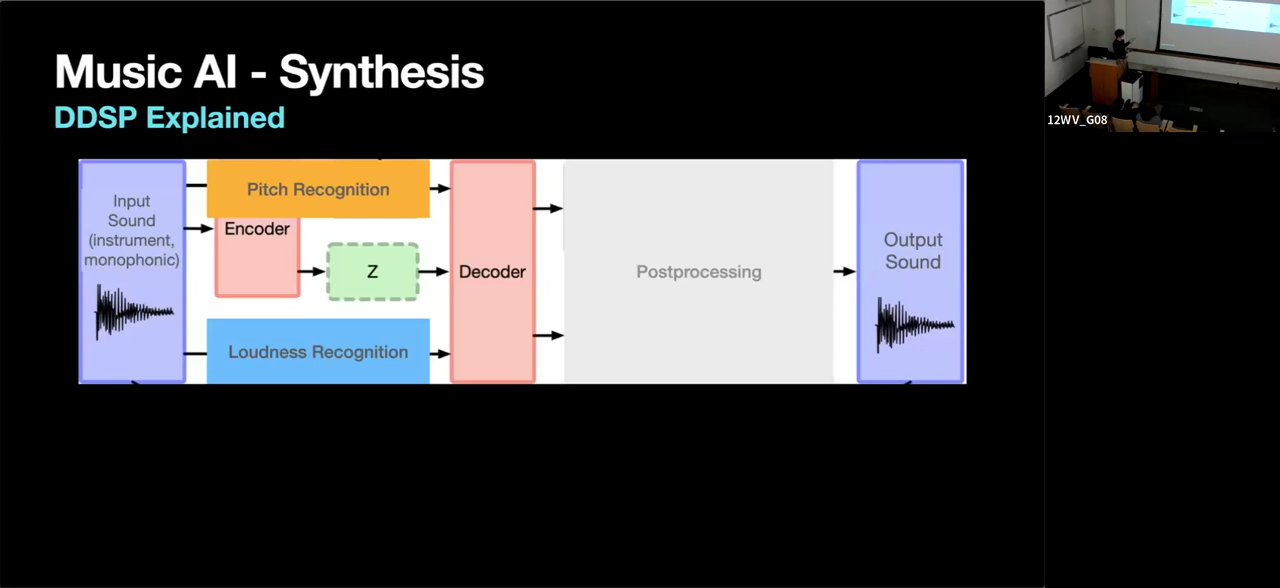 Music AI - Synthesis
DDSP Explained
Input
Sound
(instrument,
monophonic)
Pitch Recognition
Encoder
Z
Loudness Recognition
Decoder
Postprocessing
Output
Sound
12WV_G08